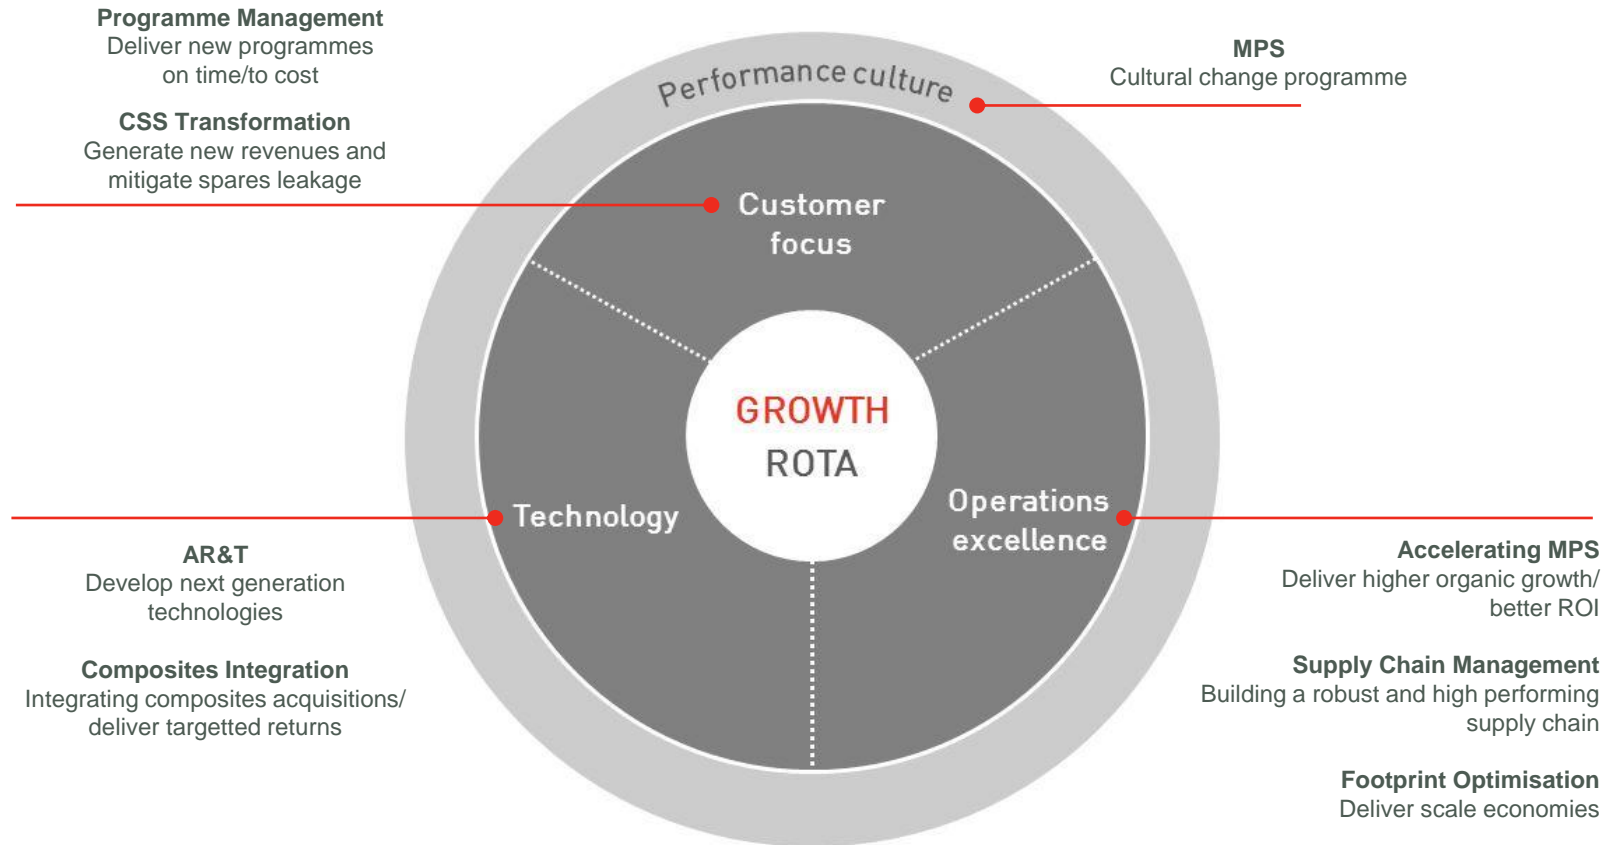 Programme Management
Deliver new programmes
on time/to cost
CSS Transformation
Generate new revenues and
mitigate spares leakage
Performance culture
MPS
Cultural change programme
Customer
focus
GROWTH
ROTA
Technology
Operations
excellence
AR&T
Develop next generation
technologies
Composites Integration
Integrating composites acquisitions/
deliver targetted returns
Accelerating MPS
Deliver higher organic growth/
better ROI
Supply Chain Management
Building a robust and high performing
supply chain
Footprint Optimisation
Deliver scale economies